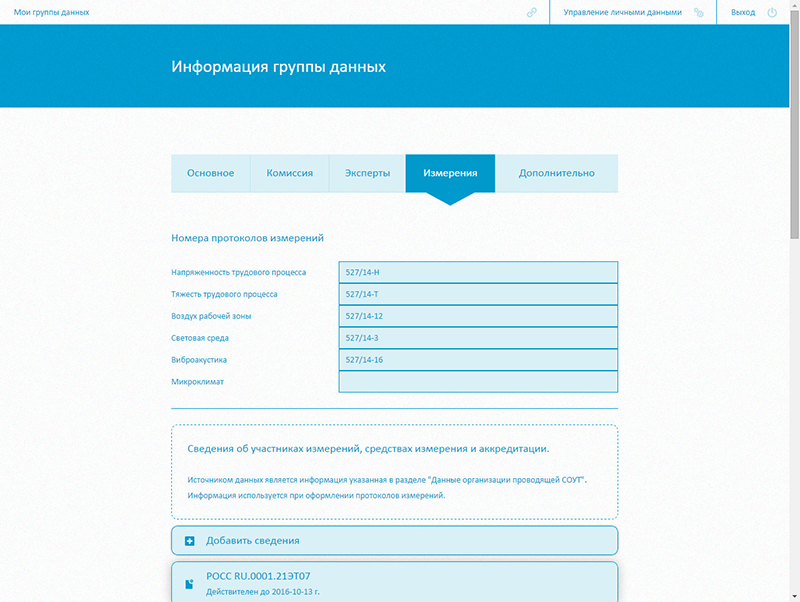 Мои группы данных
Управление личными данными
Выход
Информация группы данных
Основное
Комиссия
Эксперты
Измерения
Дополнительно
Номера протоколов измерений
Напряженность трудового процесса 527/14-Н
Тяжесть трудового процесса 527/14-Т
Воздух рабочей зоны 527/14-12
Световая среда 527/14-3
Виброакустика 527/14-16
Микроклимат
Сведения об участниках измерений, средствах измерения и аккредитации.
Источником данных является информация указанная в разделе "Данные организации проводящей СОУТ".
Информация используется при оформлении протоколов измерений.
Добавить сведения
РОСС RU.0001.21ЭТ07
Действителен до 2016-10-13 г.